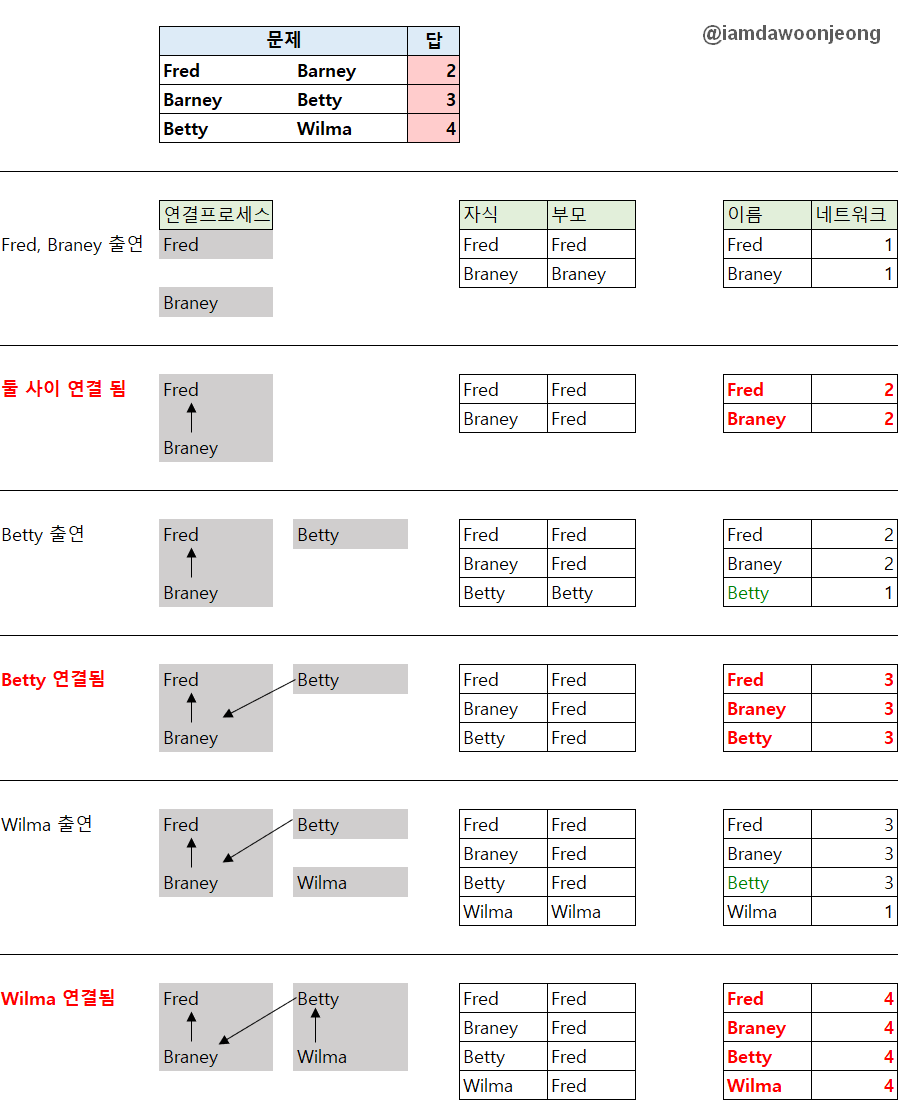 @iamdawoonjeong
문제 답
Fred Barney 2
Barney Betty 3
Betty Wilma 4
연결프로세스 자식 부모 이름 네트워크
Fred, Braney 출연 Fred Fred Fred Fred 1
Braney Braney Braney 1
Braney
둘 사이 연결 됨 Fred Fred Fred Fred 2
Braney Fred Braney 2
Braney
Betty 출연 Fred Betty Fred Fred Fred 2
Braney Fred Braney 2
Braney Betty Betty Betty 1
Betty 연결됨 Fred Betty Fred Fred Fred 3
Braney Fred Braney 3
Braney Betty Fred Betty 3
Wilma 출연 Fred Betty Fred Fred Fred 3
Braney Fred Braney 3
Braney Wilma Betty Fred Betty 3
Wilma Wilma Wilma 1
Wilma 연결됨 Fred Betty Fred Fred Fred 4
Braney Fred Braney 4
Braney Wilma Betty Fred Betty 4
Wilma Fred Wilma 4